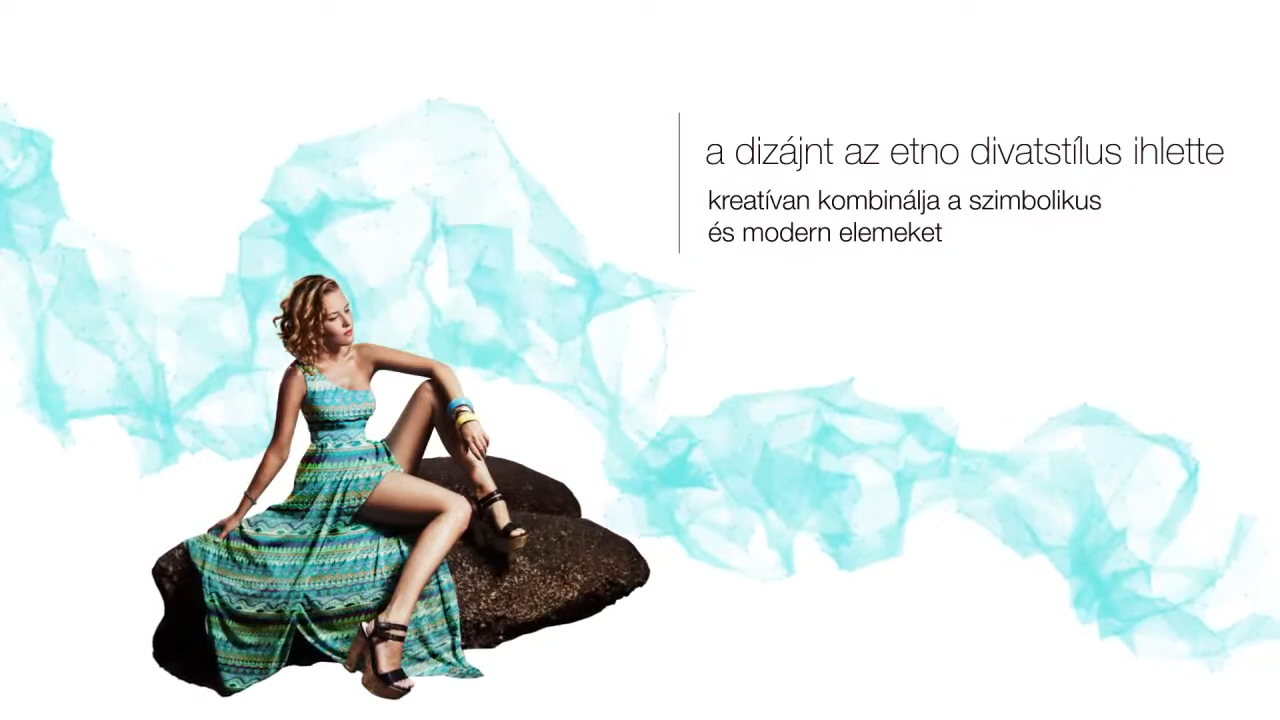 a dizájnt az etno divatstílus ihlette
kreatívan kombinálja a szimbolikus
és modern elemeket